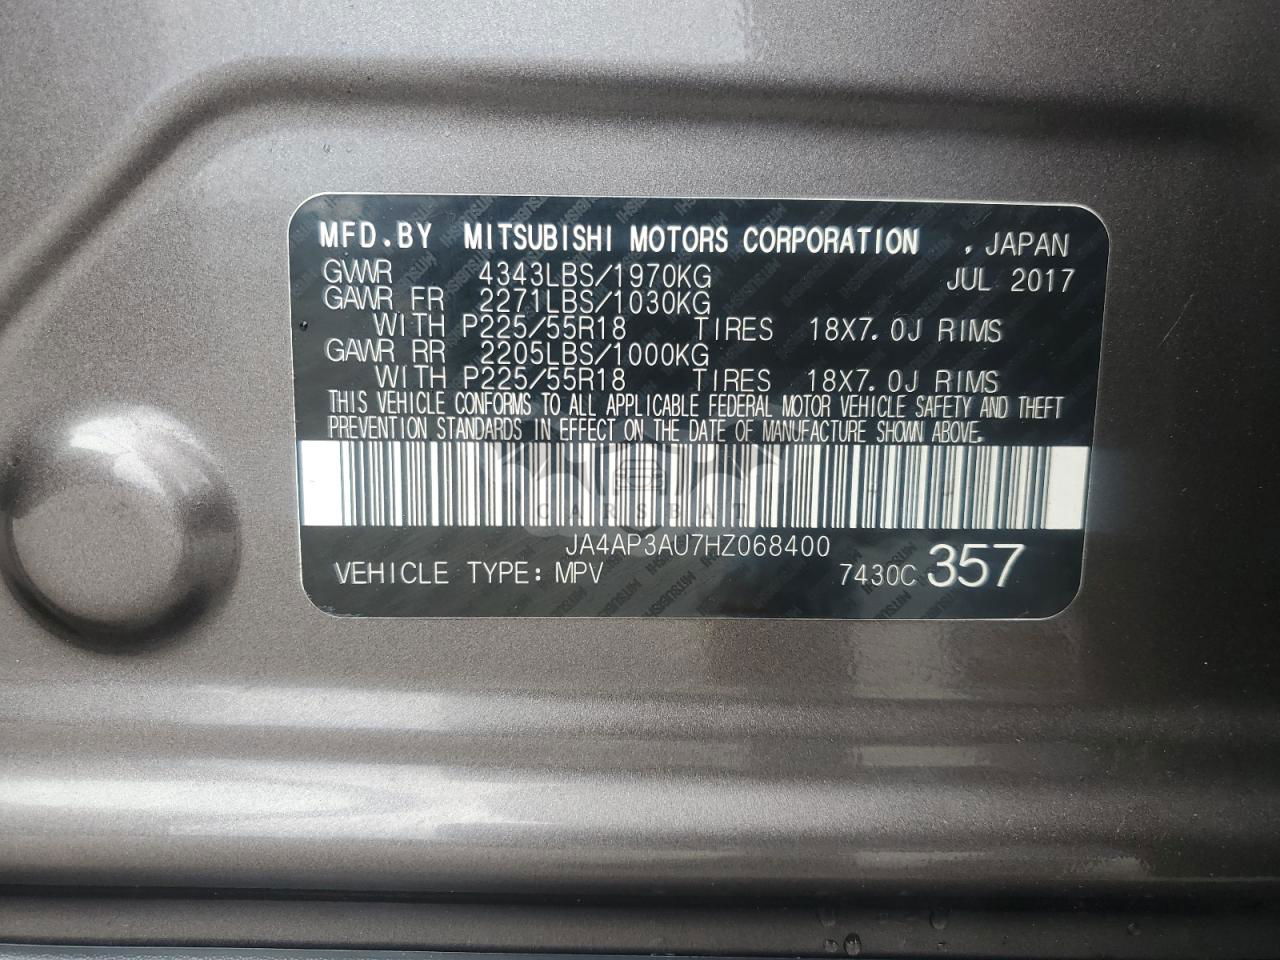 MFD.BY MITSUBISHI MOTORS CORPORATION . JAPAN
GVWR 4343LBS/1970KG JUL 2017
GAWR FR 2271LBS/1030KG
WITH P225/55R18 TIRES 18X7.0J RIMS
GAWR RR 2205LBS/1000KG
WITH P225/55R18 TIRES 18X7.0J RIMS
THIS VEHICLE CONFORMS TO ALL APPLICABLE FEDERAL MOTOR VEHICLE SAFETY AND THEFT
PREVENTION STANDARDS IN EFFECT ON THE DATE OF MANUFACTURE SHOWN ABOVE.
CARSBAT
JA4AP3AU7HZ068400
VEHICLE TYPE: MPV 7430C 357